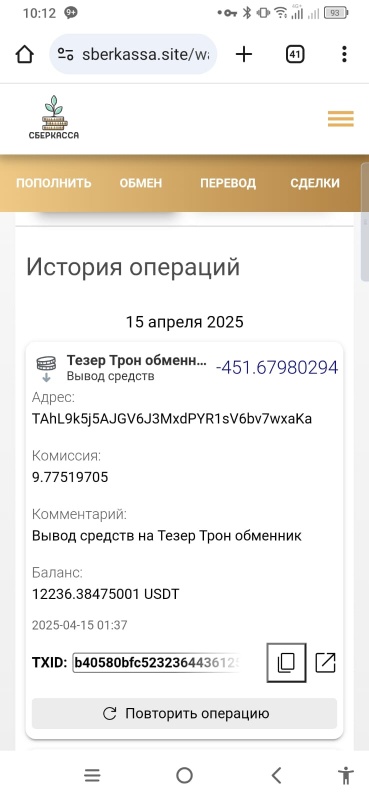 10:12
93
sberkassa.site/wa
41
СБЕРКАССА
ПОПОЛНИТЬ ОБМЕН ПЕРЕВОД СДЕЛКИ
История операций
15 апреля 2025
Тезер Трон обменн... -451.67980294
Вывод средств
Адрес:
TAhL9k5j5AJGV6J3MxdPYR1sV6bv7wxaKa
Комиссия:
9.77519705
Комментарий:
Вывод средств на Тезер Трон обменник
Баланс:
12236.38475001 USDT
2025-04-15 01:37
TXID: b40580bfc5232364436125
Повторить операцию